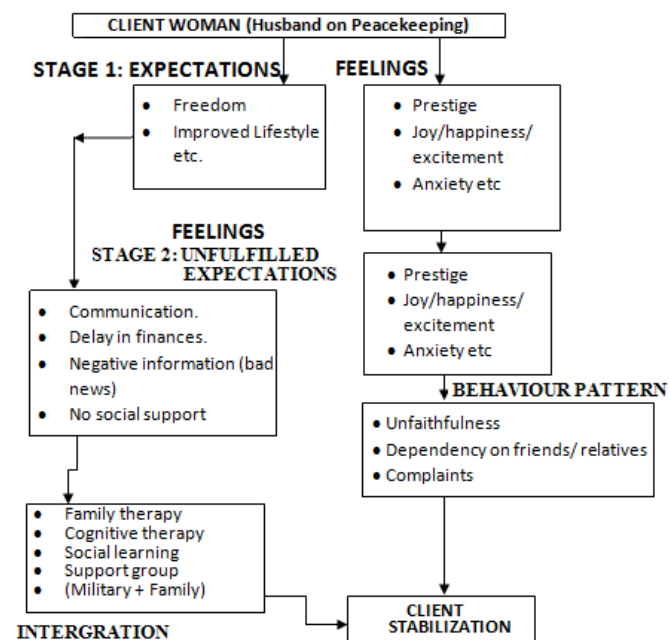 CLIENT WOMAN (Husband on Peacekeeping)
STAGE 1: EXPECTATIONS
FEELINGS
• Freedom
• Improved Lifestyle
etc.
• Prestige
• Joy/happiness/
excitement
• Anxiety etc
FEELINGS
STAGE 2: UNFULFILLED
EXPECTATIONS
• Communication.
• Delay in finances.
• Negative information (bad
news)
• No social support
• Prestige
• Joy/happiness/
excitement
• Anxiety etc
BEHAVIOUR PATTERN
• Unfaithfulness
• Dependency on friends/ relatives
• Complaints
• Family therapy
• Cognitive therapy
• Social learning
• Support group
• (Military + Family)
INTERGRATION
CLIENT
STABILIZATION